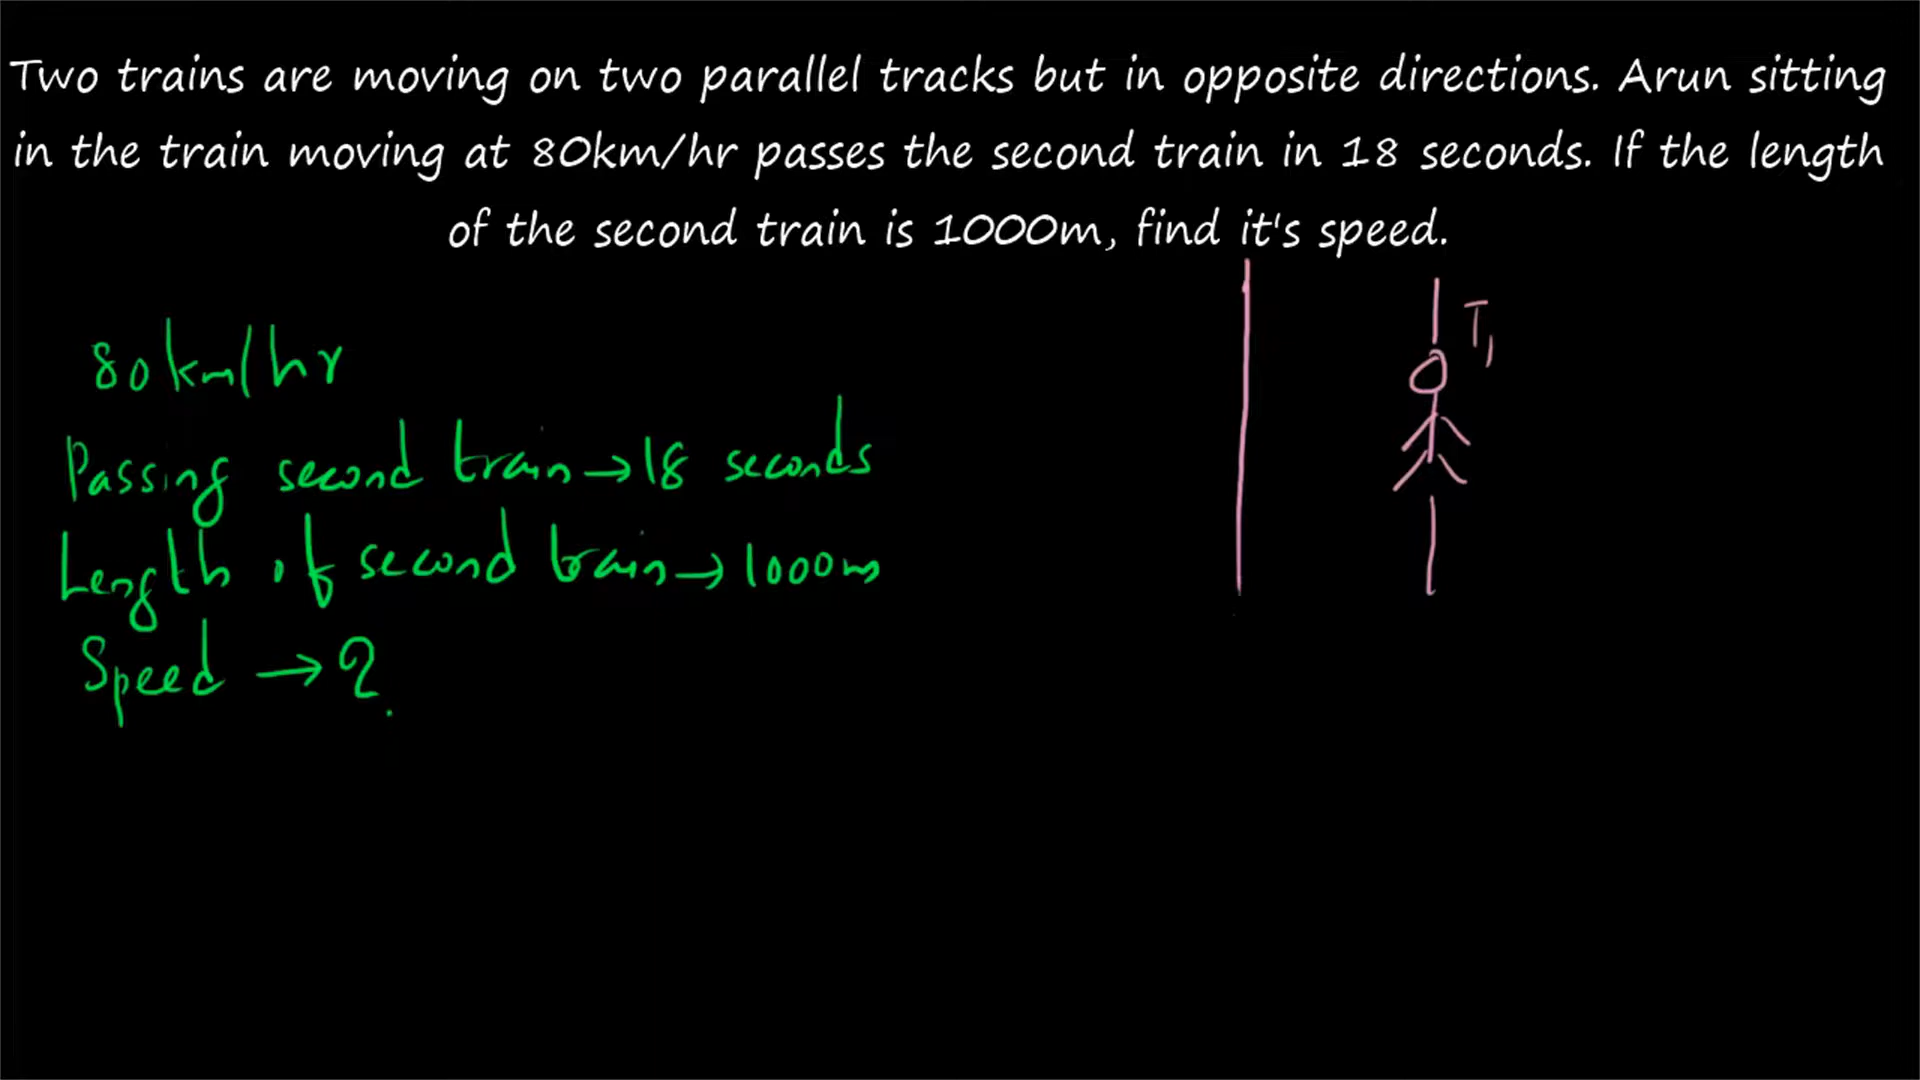 Two trains are moving on two parallel tracks but in opposite directions. Arun sitting
in the train moving at 80km/hr passes the second train in 18 seconds. If the length
of the second train is 1000m, find it's speed.
80km/hr
Passing second train→18 seconds
Length of second train→1000m
Speed →?
T1